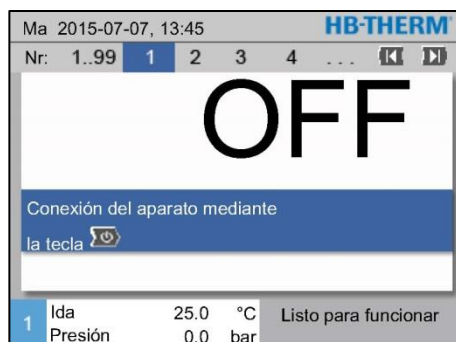 Ma 2015-07-07, 13:45 HB-THERM
Nr: 1..99 1 2 3 4 ...
OFF
Conexión del aparato mediante
la tecla
1 Ida 25.0 °C Listo para funcionar
Presión 0.0 bar